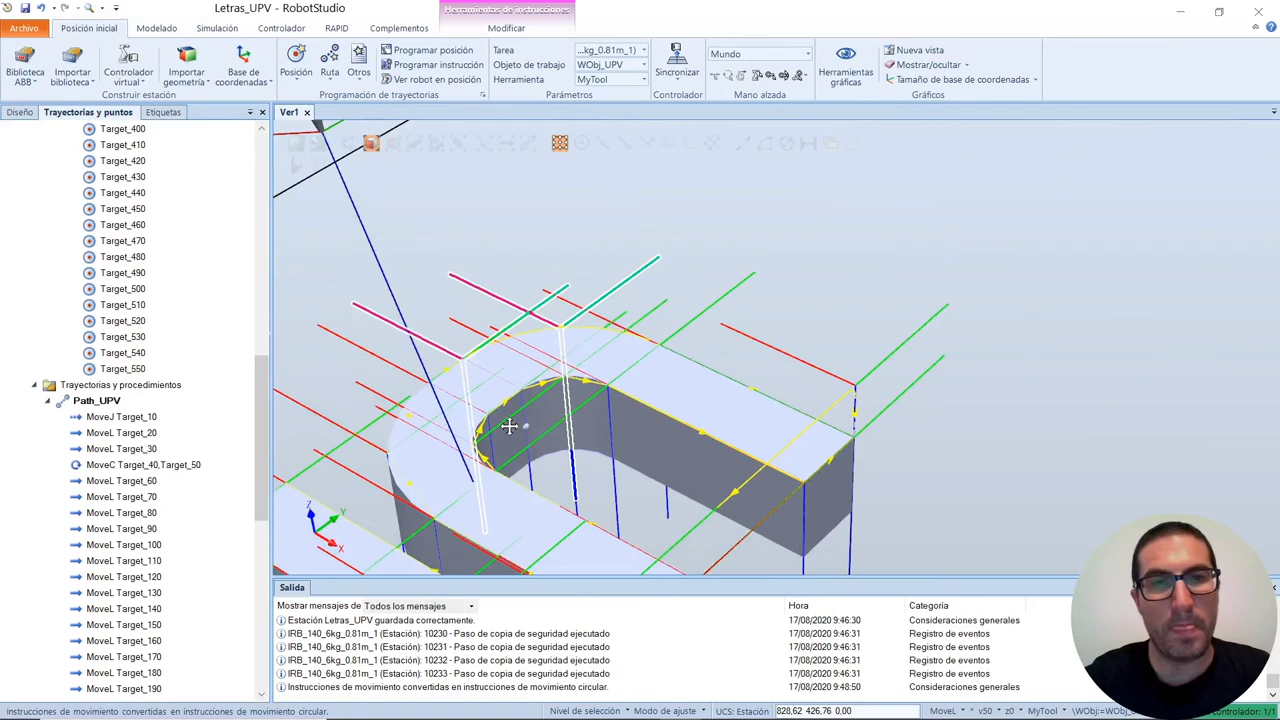 Letras_UPV - RobotStudio
Herramientas de instrucciones
Archivo
Posición inicial
Modelado
Simulación
Controlador
RAPID
Complementos
Modificar
Biblioteca ABB
Importar biblioteca
Controlador virtual
Importar geometría
Base de coordenadas
Construir estación
Posición
Ruta
Otros
Programar posición
Programar instrucción
Ver robot en posición
Programación de trayectorias
Tarea
...kg_0.81m_1)
Objeto de trabajo
WObj_UPV
Herramienta
MyTool
Parámetros
Sincronizar
Controlador
Mundo
Mano alzada
Herramientas gráficas
Nueva vista
Mostrar/ocultar
Tamaño de base de coordenadas
Gráficos
Diseño
Trayectorias y puntos
Etiquetas
Ver1
Target_400
Target_410
Target_420
Target_430
Target_440
Target_450
Target_460
Target_470
Target_480
Target_490
Target_500
Target_510
Target_520
Target_530
Target_540
Target_550
Trayectorias y procedimientos
Path_UPV
MoveJ Target_10
MoveL Target_20
MoveL Target_30
MoveC Target_40,Target_50
MoveL Target_60
MoveL Target_70
MoveL Target_80
MoveL Target_90
MoveL Target_100
MoveL Target_110
MoveL Target_120
MoveL Target_130
MoveL Target_140
MoveL Target_150
MoveL Target_160
MoveL Target_170
MoveL Target_180
MoveL Target_190
Z
Y
X
Salida
Mostrar mensajes de Todos los mensajes
Hora
Categoría
Estación Letras_UPV guardada correctamente. 17/08/2020 9:46:30 Consideraciones generales
IRB_140_6kg_0.81m_1 (Estación): 10230 - Paso de copia de seguridad ejecutado 17/08/2020 9:46:31 Registro de eventos
IRB_140_6kg_0.81m_1 (Estación): 10231 - Paso de copia de seguridad ejecutado 17/08/2020 9:46:31 Registro de eventos
IRB_140_6kg_0.81m_1 (Estación): 10232 - Paso de copia de seguridad ejecutado 17/08/2020 9:46:31 Registro de eventos
IRB_140_6kg_0.81m_1 (Estación): 10233 - Paso de copia de seguridad ejecutado 17/08/2020 9:46:31 Registro de eventos
Instrucciones de movimiento convertidas en instrucciones de movimiento circular. 17/08/2020 9:48:50 Consideraciones generales
Instrucciones de movimiento convertidas en instrucciones de movimiento circular.
Nivel de selección
Modo de ajuste
UCS: Estación
828,62 426,76 0,00
MoveL * v50 z0 MyTool \WObj:=WObj_
Controlador: 1/1